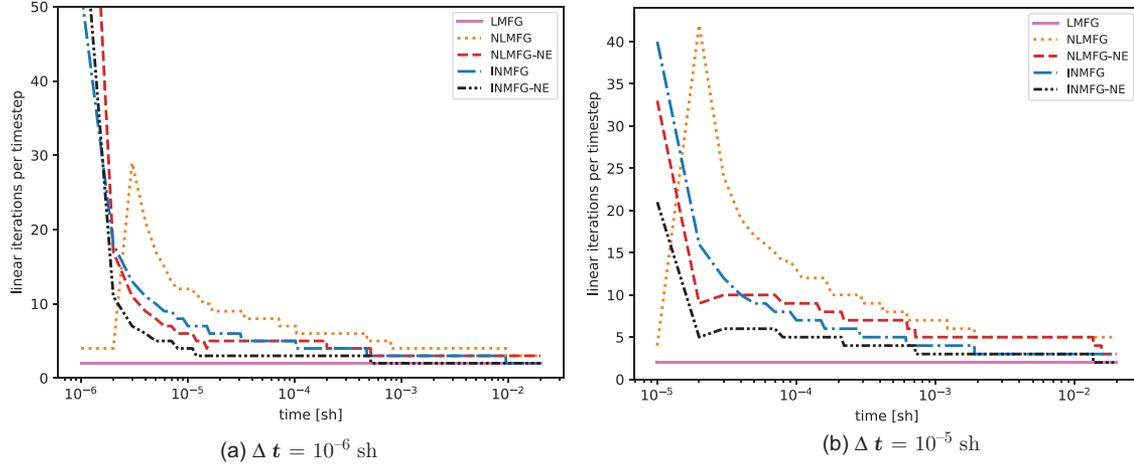 50
40
30
20
10
0
linear iterations per timestep
10⁻⁶
10⁻⁵
10⁻⁴
10⁻³
10⁻²
time [sh]
LMFG
NLMFG
NLMFG-NE
INMFG
INMFG-NE
(a) Δ t = 10⁻⁶ sh
40
35
30
25
20
15
10
5
0
linear iterations per timestep
10⁻⁵
10⁻⁴
10⁻³
10⁻²
time [sh]
LMFG
NLMFG
NLMFG-NE
INMFG
INMFG-NE
(b) Δ t = 10⁻⁵ sh